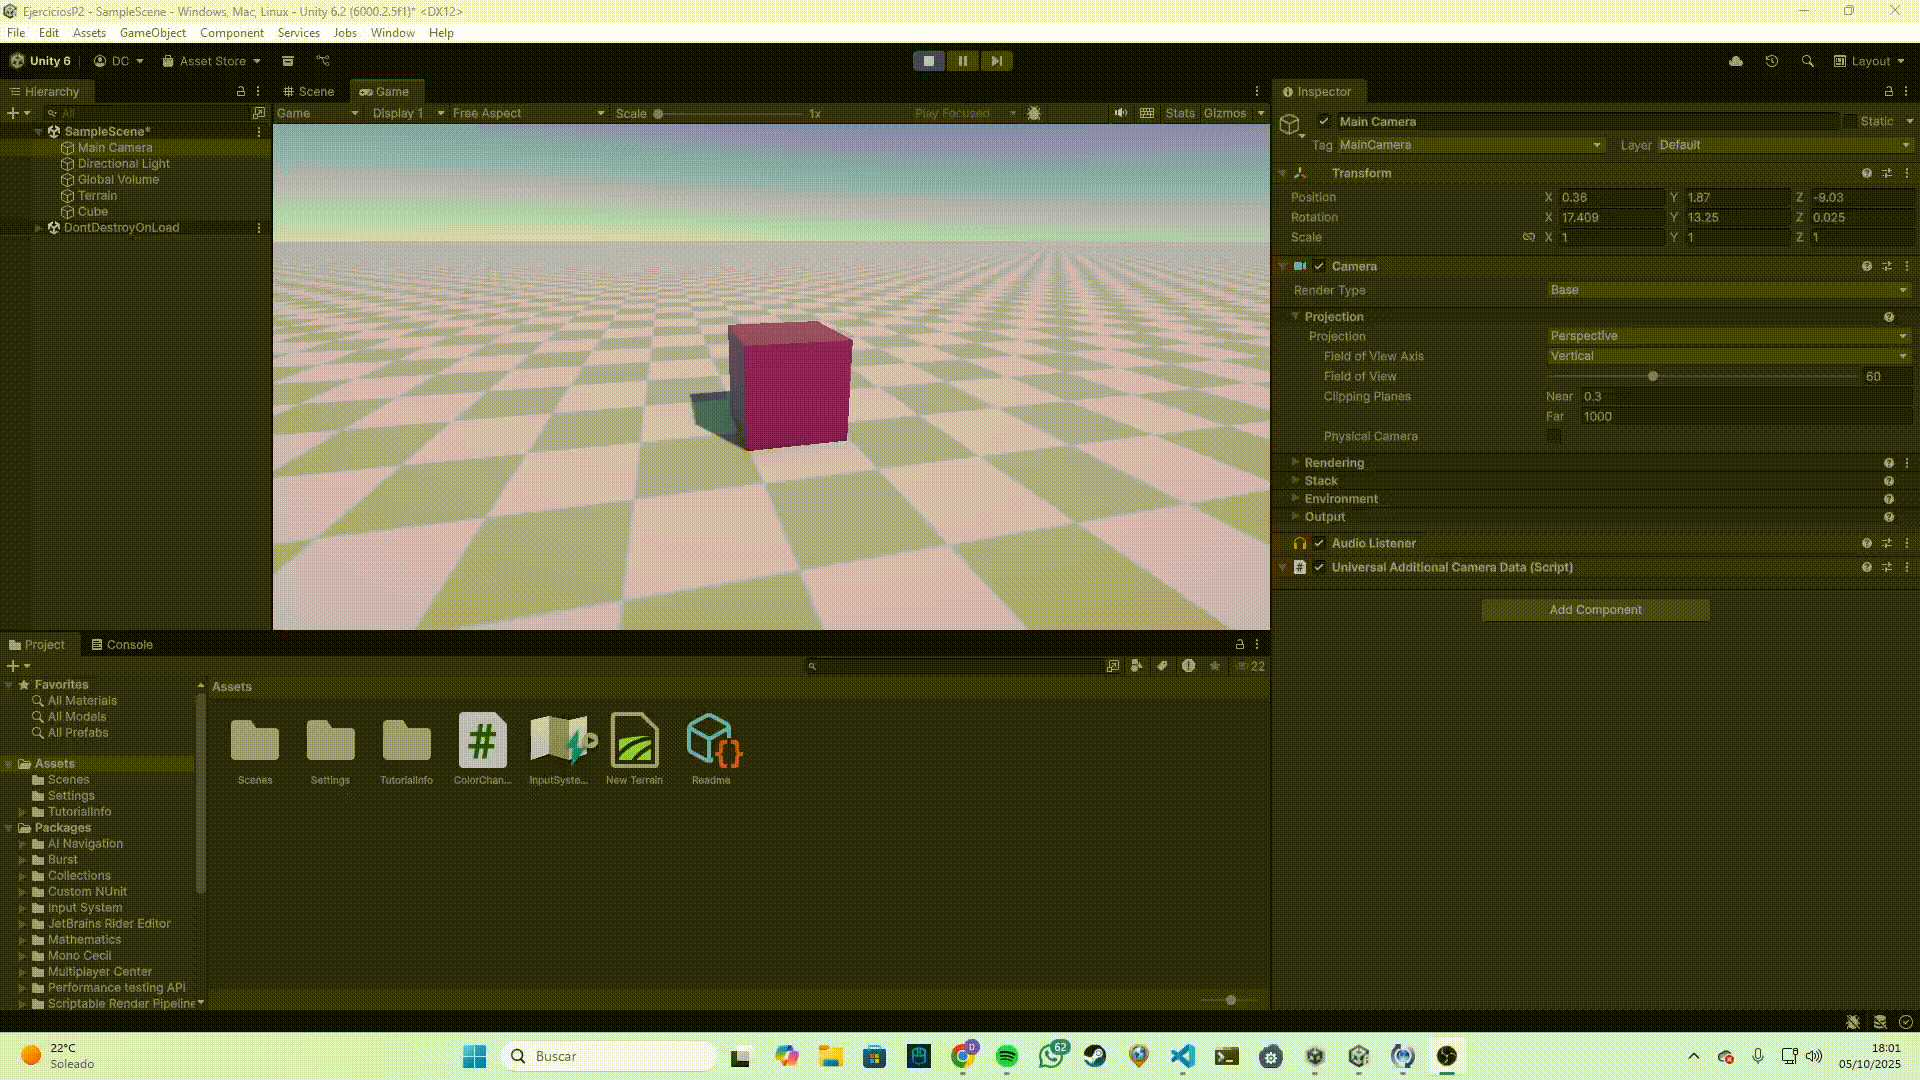 EjerciciosP2 - SampleScene - Windows, Mac, Linux - Unity 6.2 (6000.2.5f1)* <DX12>
File Edit Assets GameObject Component Services Jobs Window Help
Unity 6 DC Asset Store Layout
Hierarchy
All
SampleScene*
Main Camera
Directional Light
Global Volume
Terrain
Cube
DontDestroyOnLoad
Scene Game
Game Display 1 Free Aspect Scale 1x Play Focused Stats Gizmos
Inspector
Main Camera Static
Tag MainCamera Layer Default
Transform
Position X 0.36 Y 1.87 Z -9.03
Rotation X 17.409 Y 13.25 Z 0.025
Scale X 1 Y 1 Z 1
Camera
Render Type Base
Projection
Projection Perspective
Field of View Axis Vertical
Field of View 60
Clipping Planes Near 0.3
Far 1000
Physical Camera
Rendering
Stack
Environment
Output
Audio Listener
Universal Additional Camera Data (Script)
Add Component
Project Console
22
Favorites
All Materials
All Models
All Prefabs
Assets
Scenes
Settings
TutorialInfo
Packages
AI Navigation
Burst
Collections
Custom NUnit
Input System
JetBrains Rider Editor
Mathematics
Mono Cecil
Multiplayer Center
Performance testing API
Scriptable Render Pipeline
Assets
Scenes Settings TutorialInfo ColorChan... InputSyste... New Terrain Readme
22°C
Soleado
Buscar
62
18:01
05/10/2025